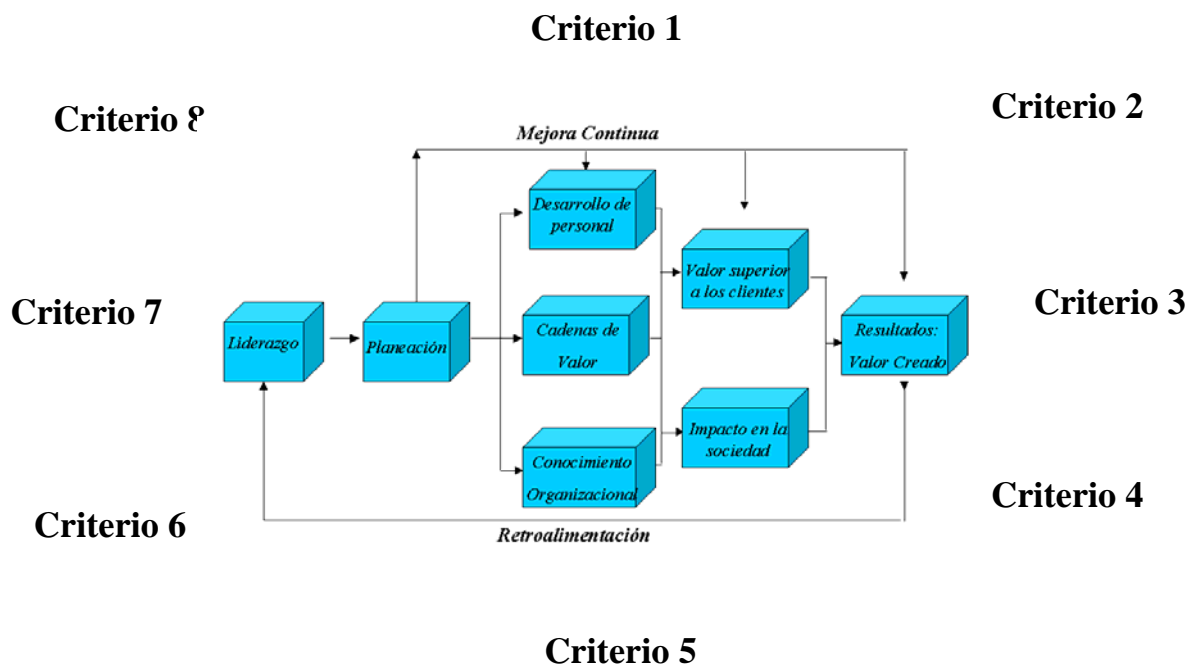 Criterio 1
Criterio 2
Criterio 8
Mejora Continua
Desarrollo de
personal
Valor superior
a los clientes
Criterio 7
Criterio 3
Liderazgo
Planeación
Cadenas de
Valor
Resultados:
Valor Creado
Impacto en la
sociedad
Conocimiento
Organizacional
Criterio 4
Criterio 6
Retroalimentación
Criterio 5